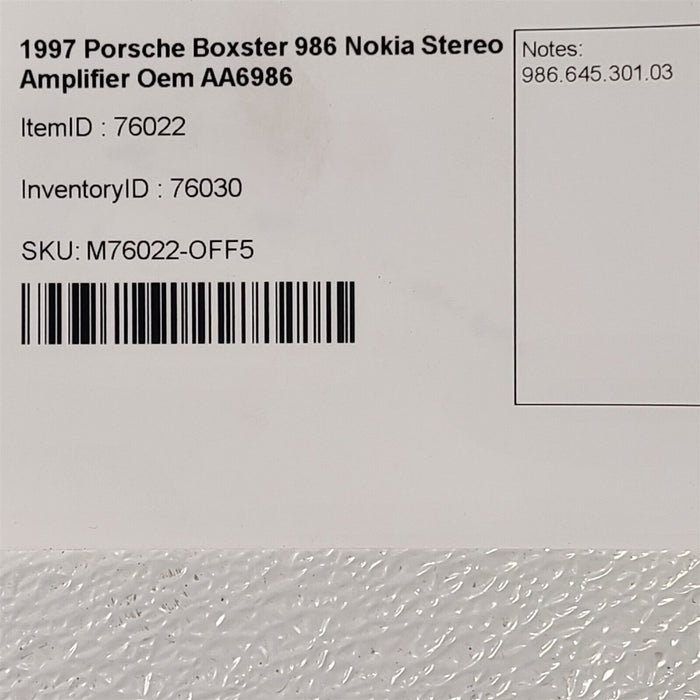 1997 Porsche Boxster 986 Nokia Stereo
Amplifier Oem AA6986
ItemID : 76022
InventoryID : 76030
SKU: M76022-OFF5
Notes:
986.645.301.03